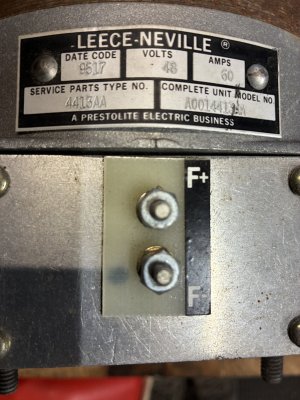 LEECE-NEVILLE ®
DATE CODE VOLTS AMPS
9517 48 60
SERVICE PARTS TYPE NO. COMPLETE UNIT MODEL NO.
4413AA
A PRESTOLITE ELECTRIC BUSINESS
F+
F-